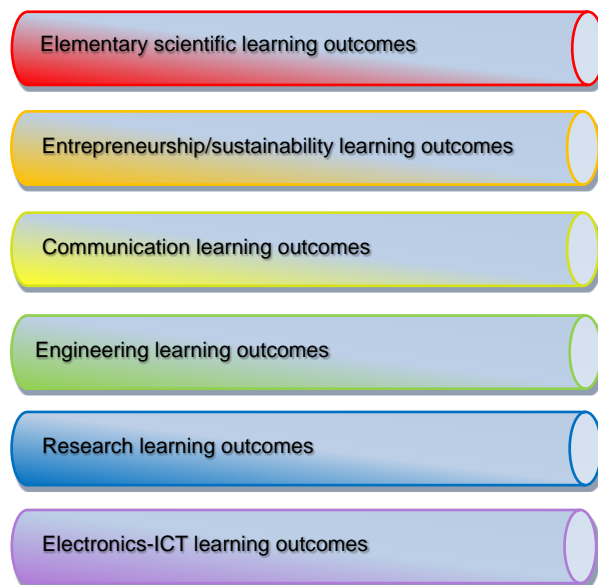 Elementary scientific learning outcomes
Entrepreneurship/sustainability learning outcomes
Communication learning outcomes
Engineering learning outcomes
Research learning outcomes
Electronics-ICT learning outcomes